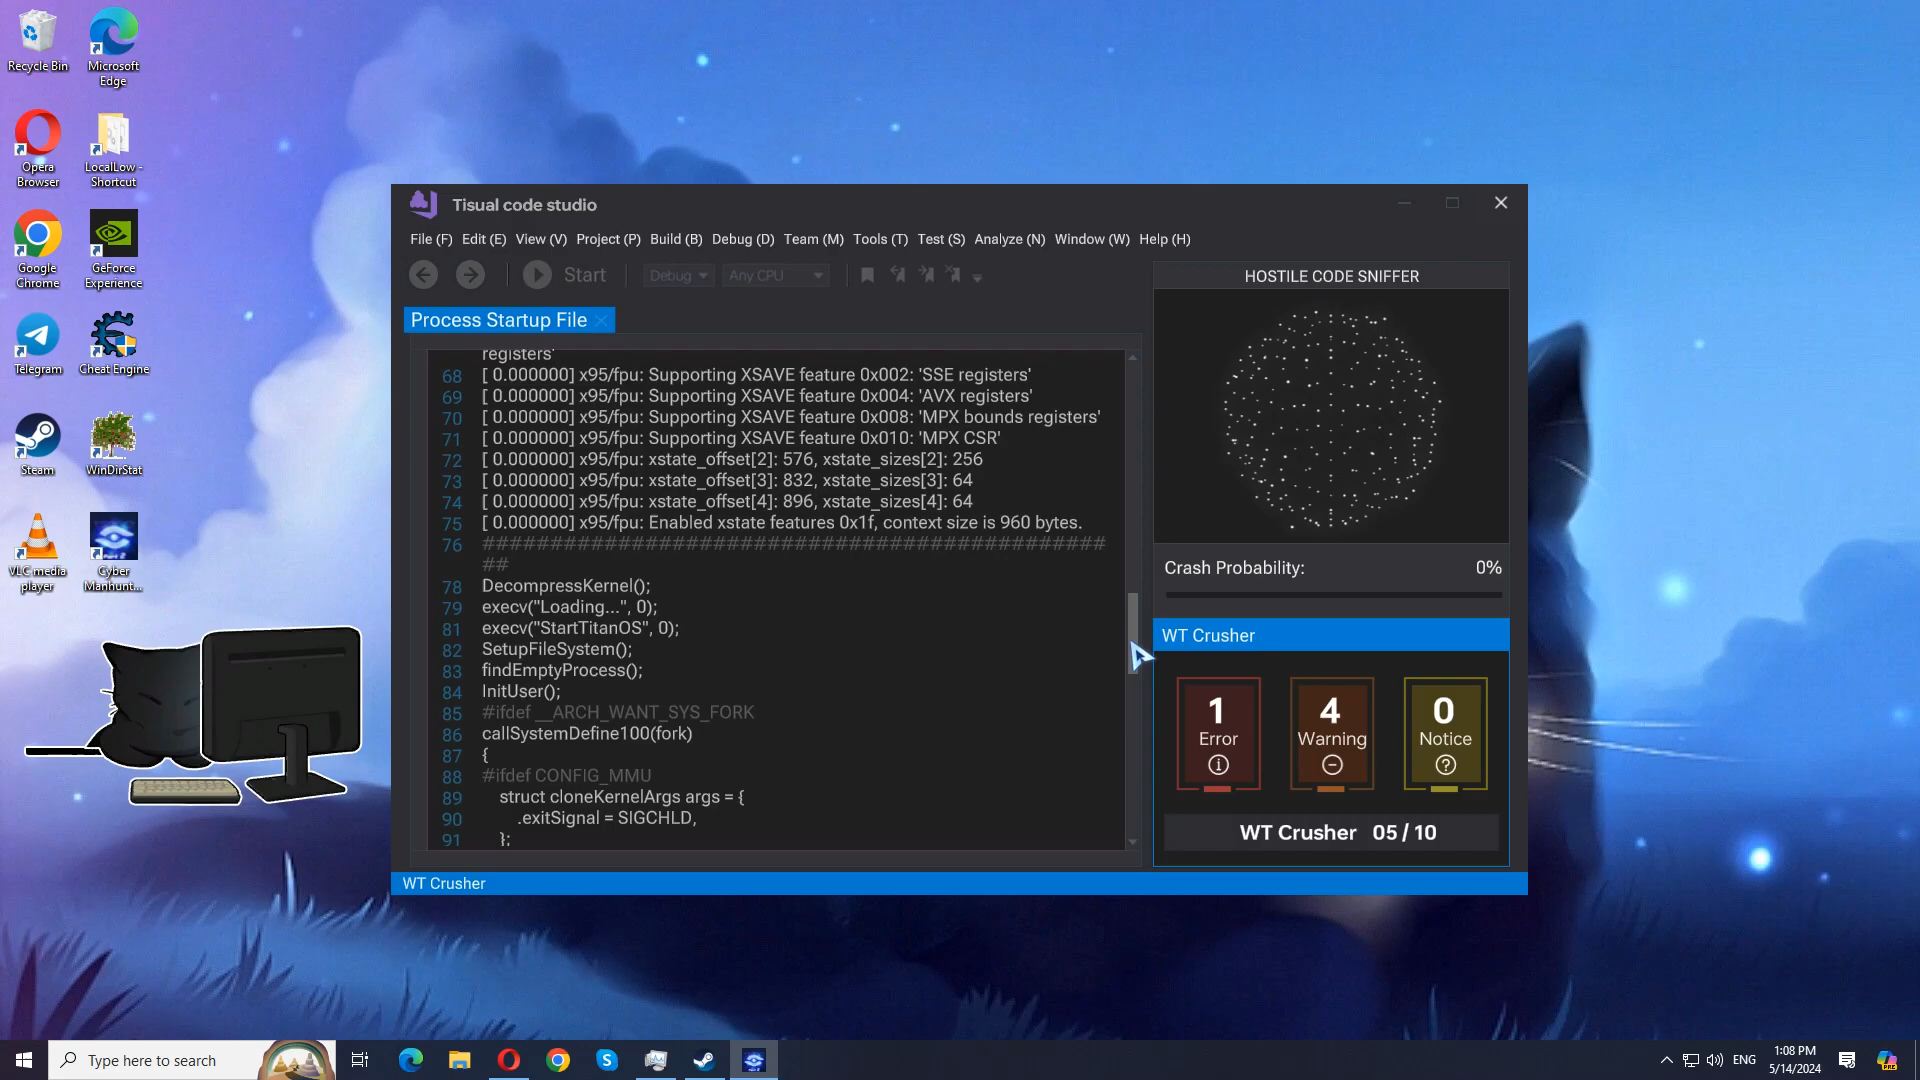 Recycle Bin
Microsoft
Edge
Opera
Browser
LocalLow -
Shortcut
Google
Chrome
GeForce
Experience
Telegram
Cheat Engine
Steam
WinDirStat
VLC media
player
Cyber
Manhunt...
Tisual code studio
File (F) Edit (E) View (V) Project (P) Build (B) Debug (D) Team (M) Tools (T) Test (S) Analyze (N) Window (W) Help (H)
Start
Debug
Any CPU
Process Startup File
registers'
68 [ 0.000000] x95/fpu: Supporting XSAVE feature 0x002: 'SSE registers'
69 [ 0.000000] x95/fpu: Supporting XSAVE feature 0x004: 'AVX registers'
70 [ 0.000000] x95/fpu: Supporting XSAVE feature 0x008: 'MPX bounds registers'
71 [ 0.000000] x95/fpu: Supporting XSAVE feature 0x010: 'MPX CSR'
72 [ 0.000000] x95/fpu: xstate_offset[2]: 576, xstate_sizes[2]: 256
73 [ 0.000000] x95/fpu: xstate_offset[3]: 832, xstate_sizes[3]: 64
74 [ 0.000000] x95/fpu: xstate_offset[4]: 896, xstate_sizes[4]: 64
75 [ 0.000000] x95/fpu: Enabled xstate features 0x1f, context size is 960 bytes.
76 ##############################################
##
78 DecompressKernel();
79 execv("Loading...", 0);
81 execv("StartTitanOS", 0);
82 SetupFileSystem();
83 findEmptyProcess();
84 InitUser();
85 #ifdef __ARCH_WANT_SYS_FORK
86 callSystemDefine100(fork)
87 {
88 #ifdef CONFIG_MMU
89 struct cloneKernelArgs args = {
90 .exitSignal = SIGCHLD,
91 };
HOSTILE CODE SNIFFER
Crash Probability: 0%
WT Crusher
1 4 0
Error Warning Notice
WT Crusher 05 / 10
WT Crusher
Type here to search
ENG
1:08 PM
5/14/2024
PRE